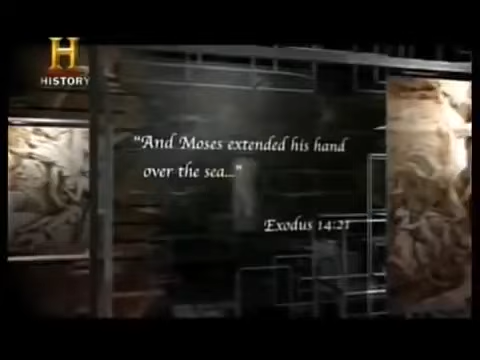 H
HISTORY
"And Moses extended his hand
over the sea..."
Exodus 14:21